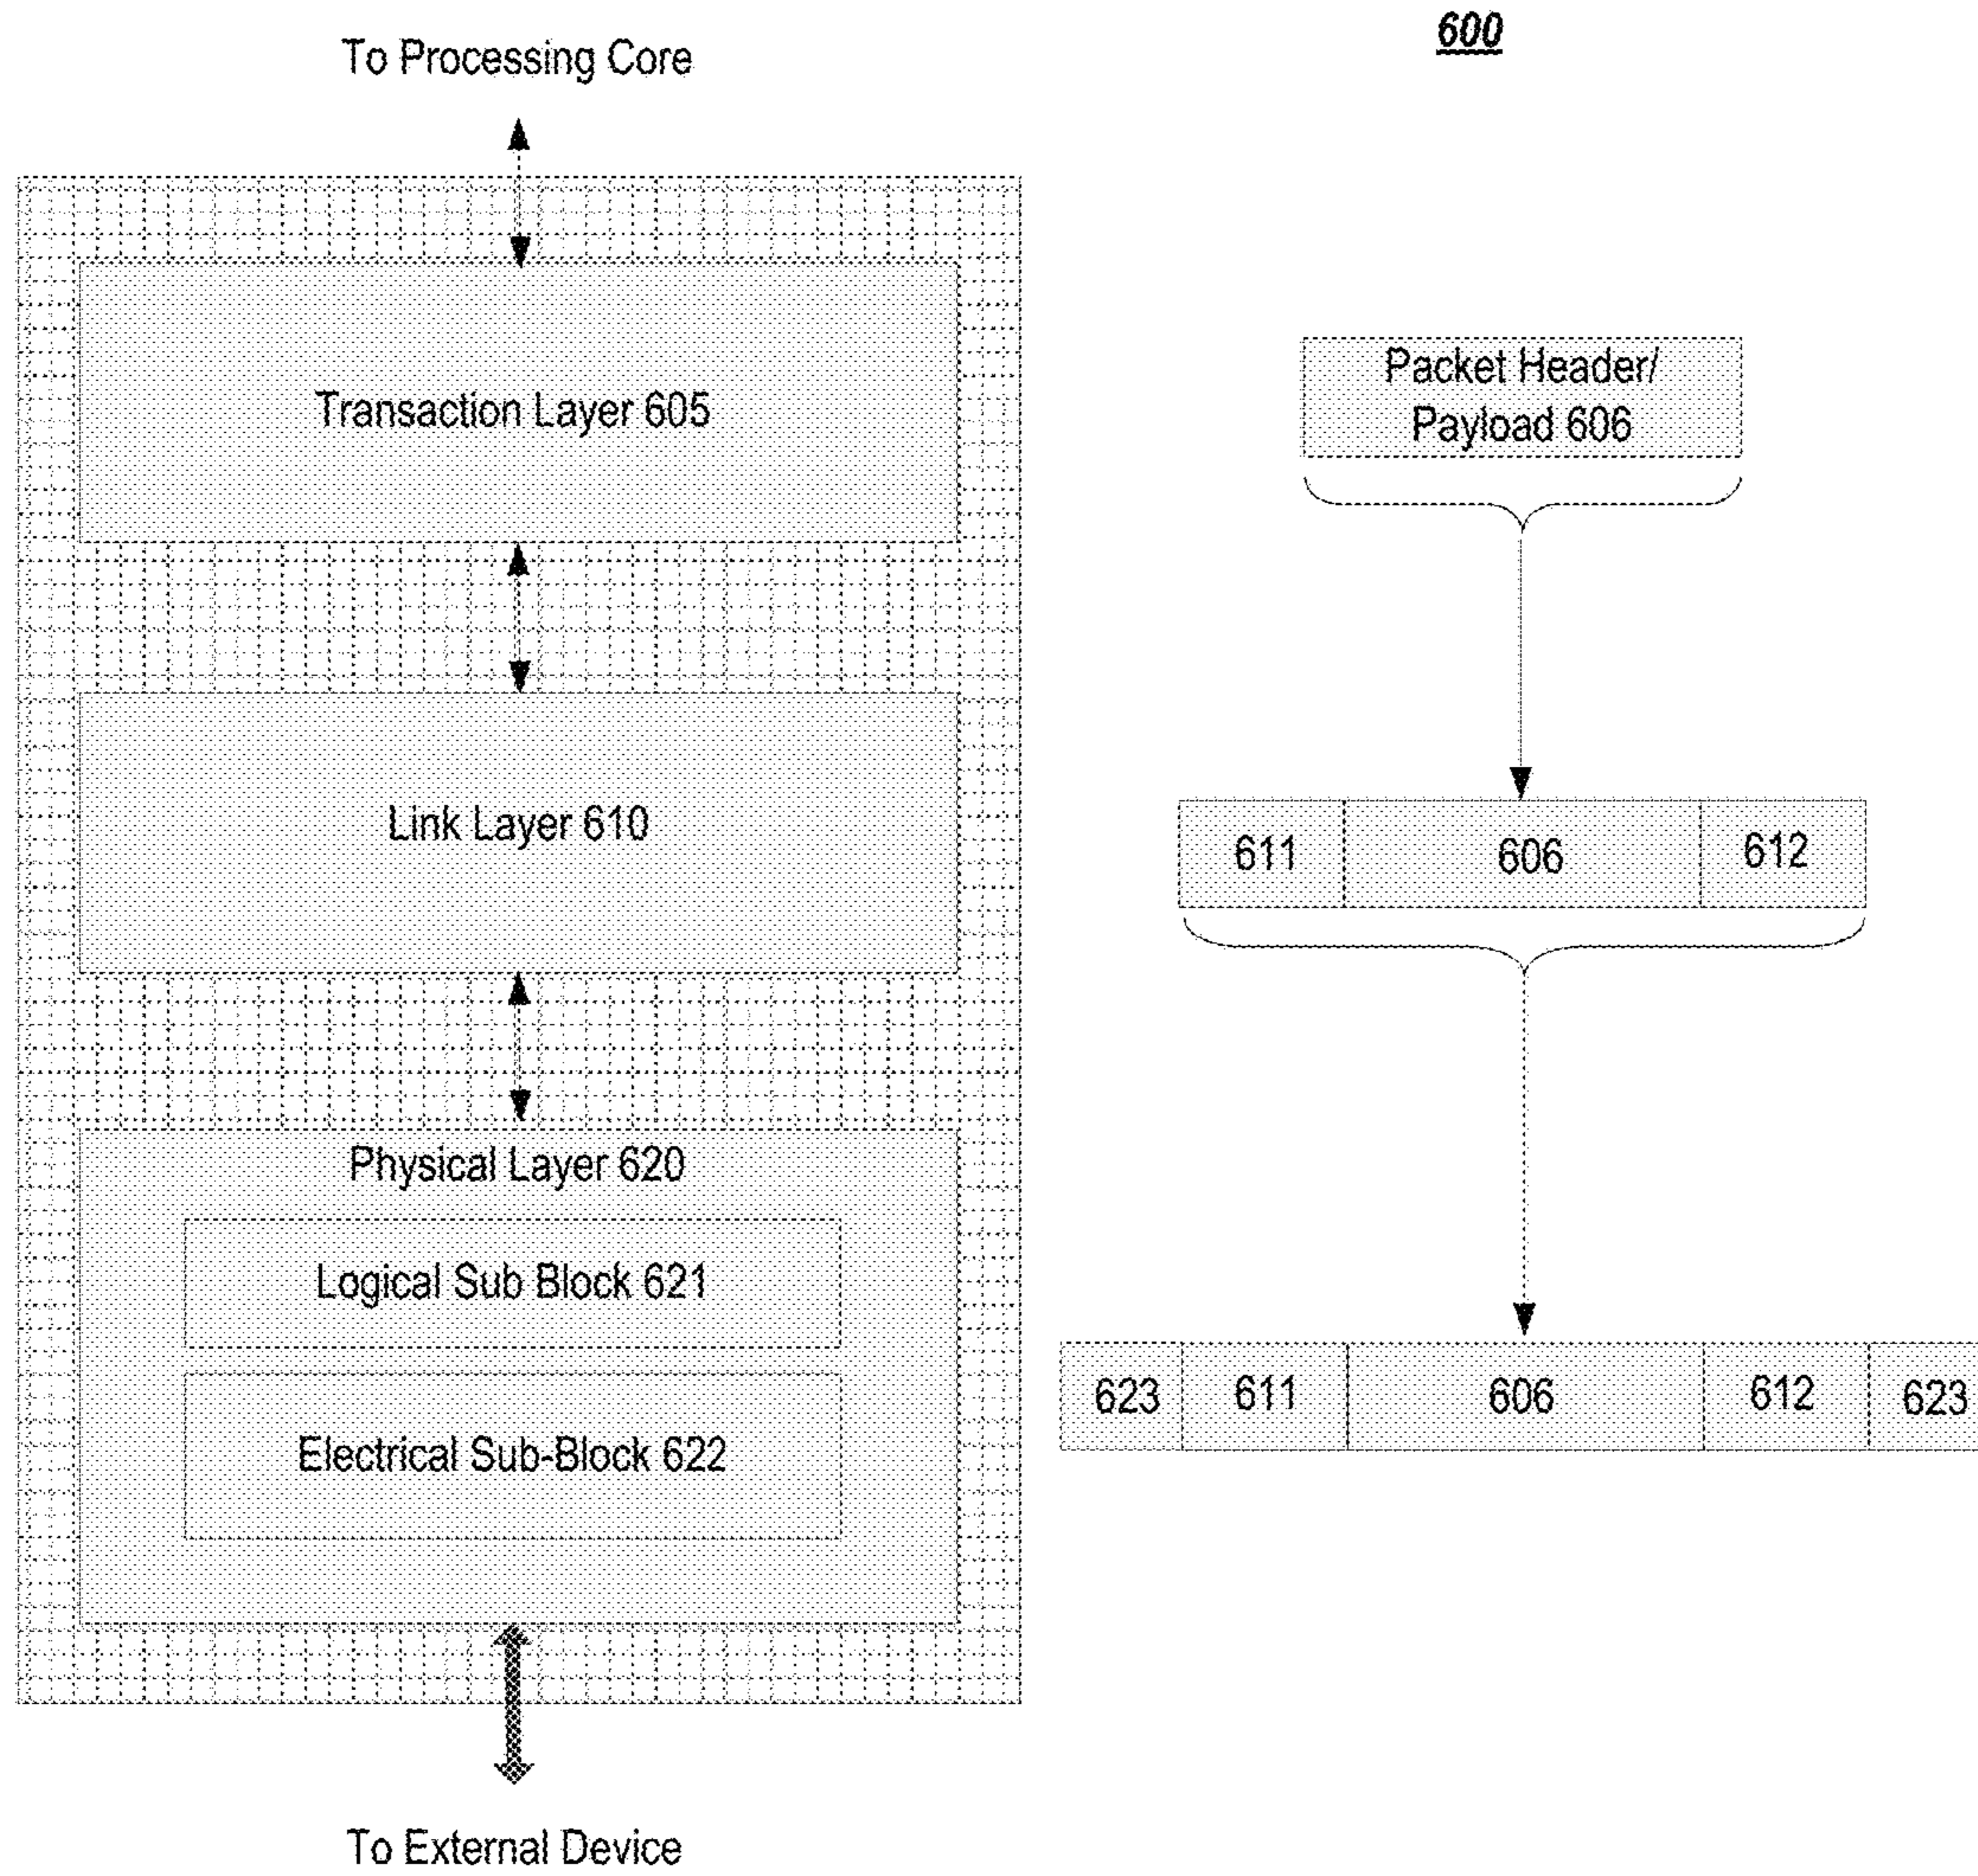 600
To Processing Core
Transaction Layer 605
Packet Header/
Payload 606
Link Layer 610
611 606 612
Physical Layer 620
Logical Sub Block 621
Electrical Sub-Block 622
623 611 606 612 623
To External Device